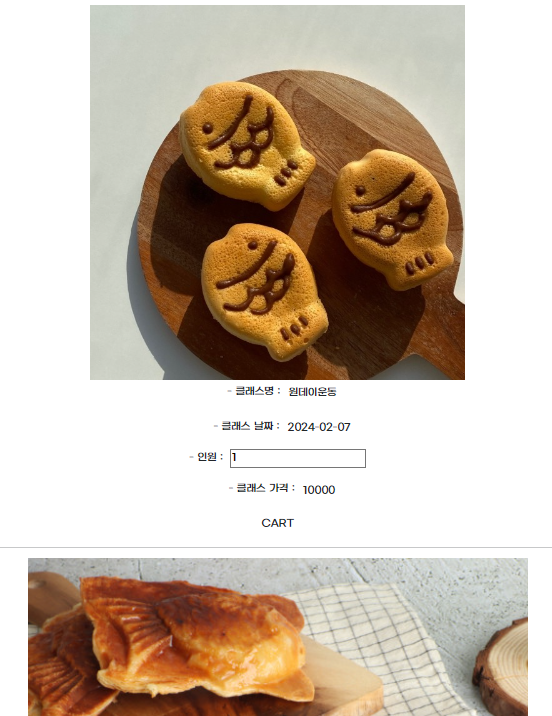 - 클래스명 : 원데이운동
- 클래스 날짜 : 2024-02-07
- 인원 : 1
- 클래스 가격 : 10000
CART